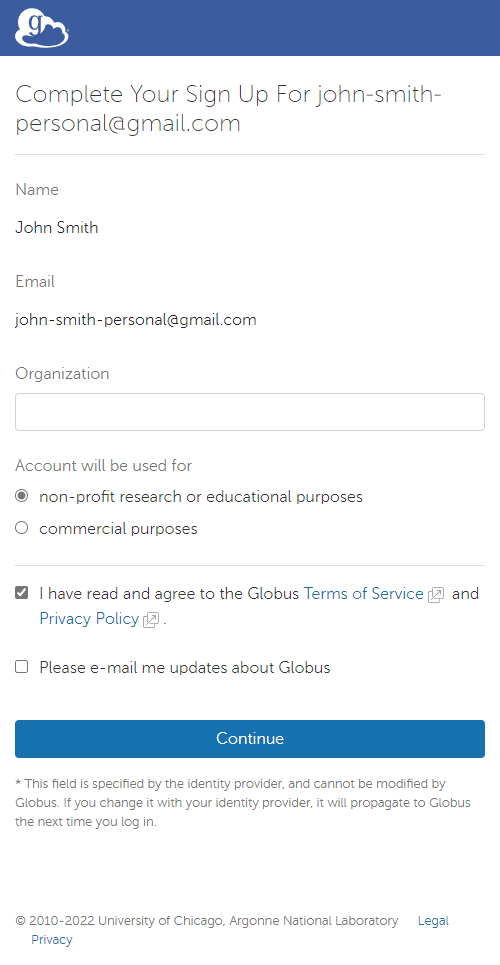 g
Complete Your Sign Up For john-smith-
personal@gmail.com
Name
John Smith
Email
john-smith-personal@gmail.com
Organization
Account will be used for
non-profit research or educational purposes
commercial purposes
I have read and agree to the Globus Terms of Service and
Privacy Policy .
Please e-mail me updates about Globus
Continue
* This field is specified by the identity provider, and cannot be modified by
Globus. If you change it with your identity provider, it will propagate to Globus
the next time you log in.
© 2010-2022 University of Chicago, Argonne National Laboratory Legal
Privacy